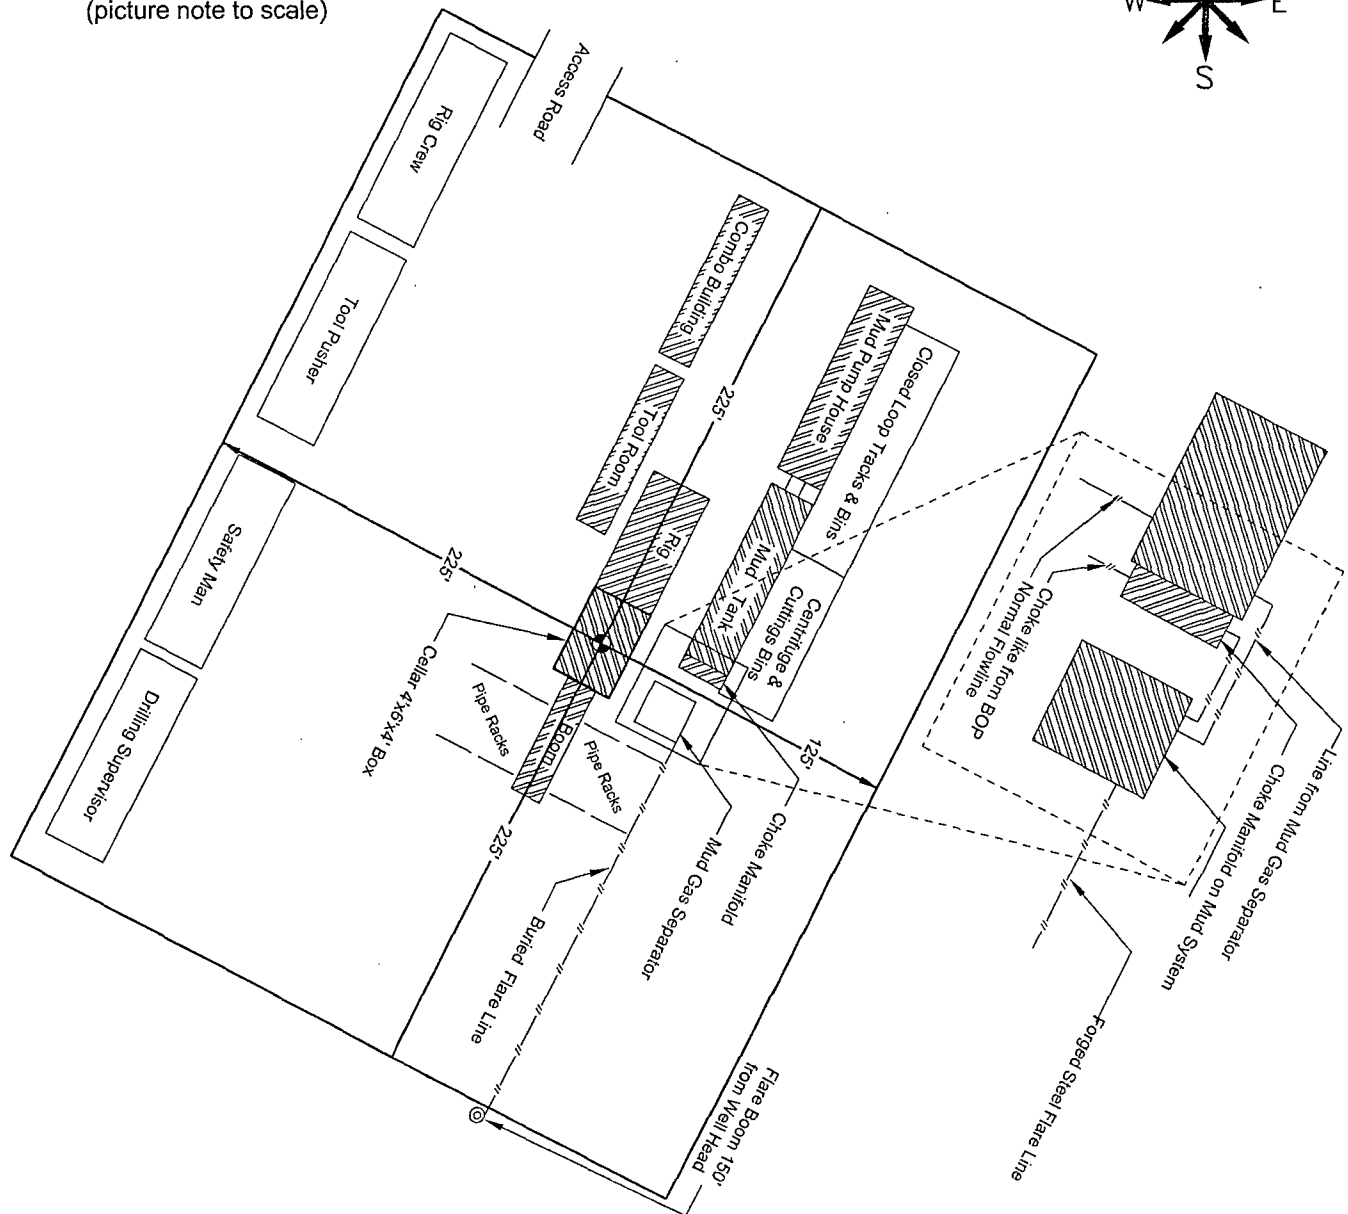 (picture note to scale)
W
E
S
Access Road
Rig Crew
Tool Pusher
Safety Man
Drilling Supervisor
Combo Building
Tool Room
Rig
225'
225'
225'
125'
Mud Pump House
Closed Loop Tracks & Bins
Mud Tank
Centrifuge &
Cuttings Bins
Cellar 4'x6'x4' Box
Pipe Racks
Boom
Pipe Racks
Choke Manifold
Mud Gas Separator
Buried Flare Line
Flare Boom 150'
from Well Head
Normal Flowline
Choke like from BOP
Line from Mud Gas Separator
Choke Manifold on Mud System
Forged Steel Flare Line